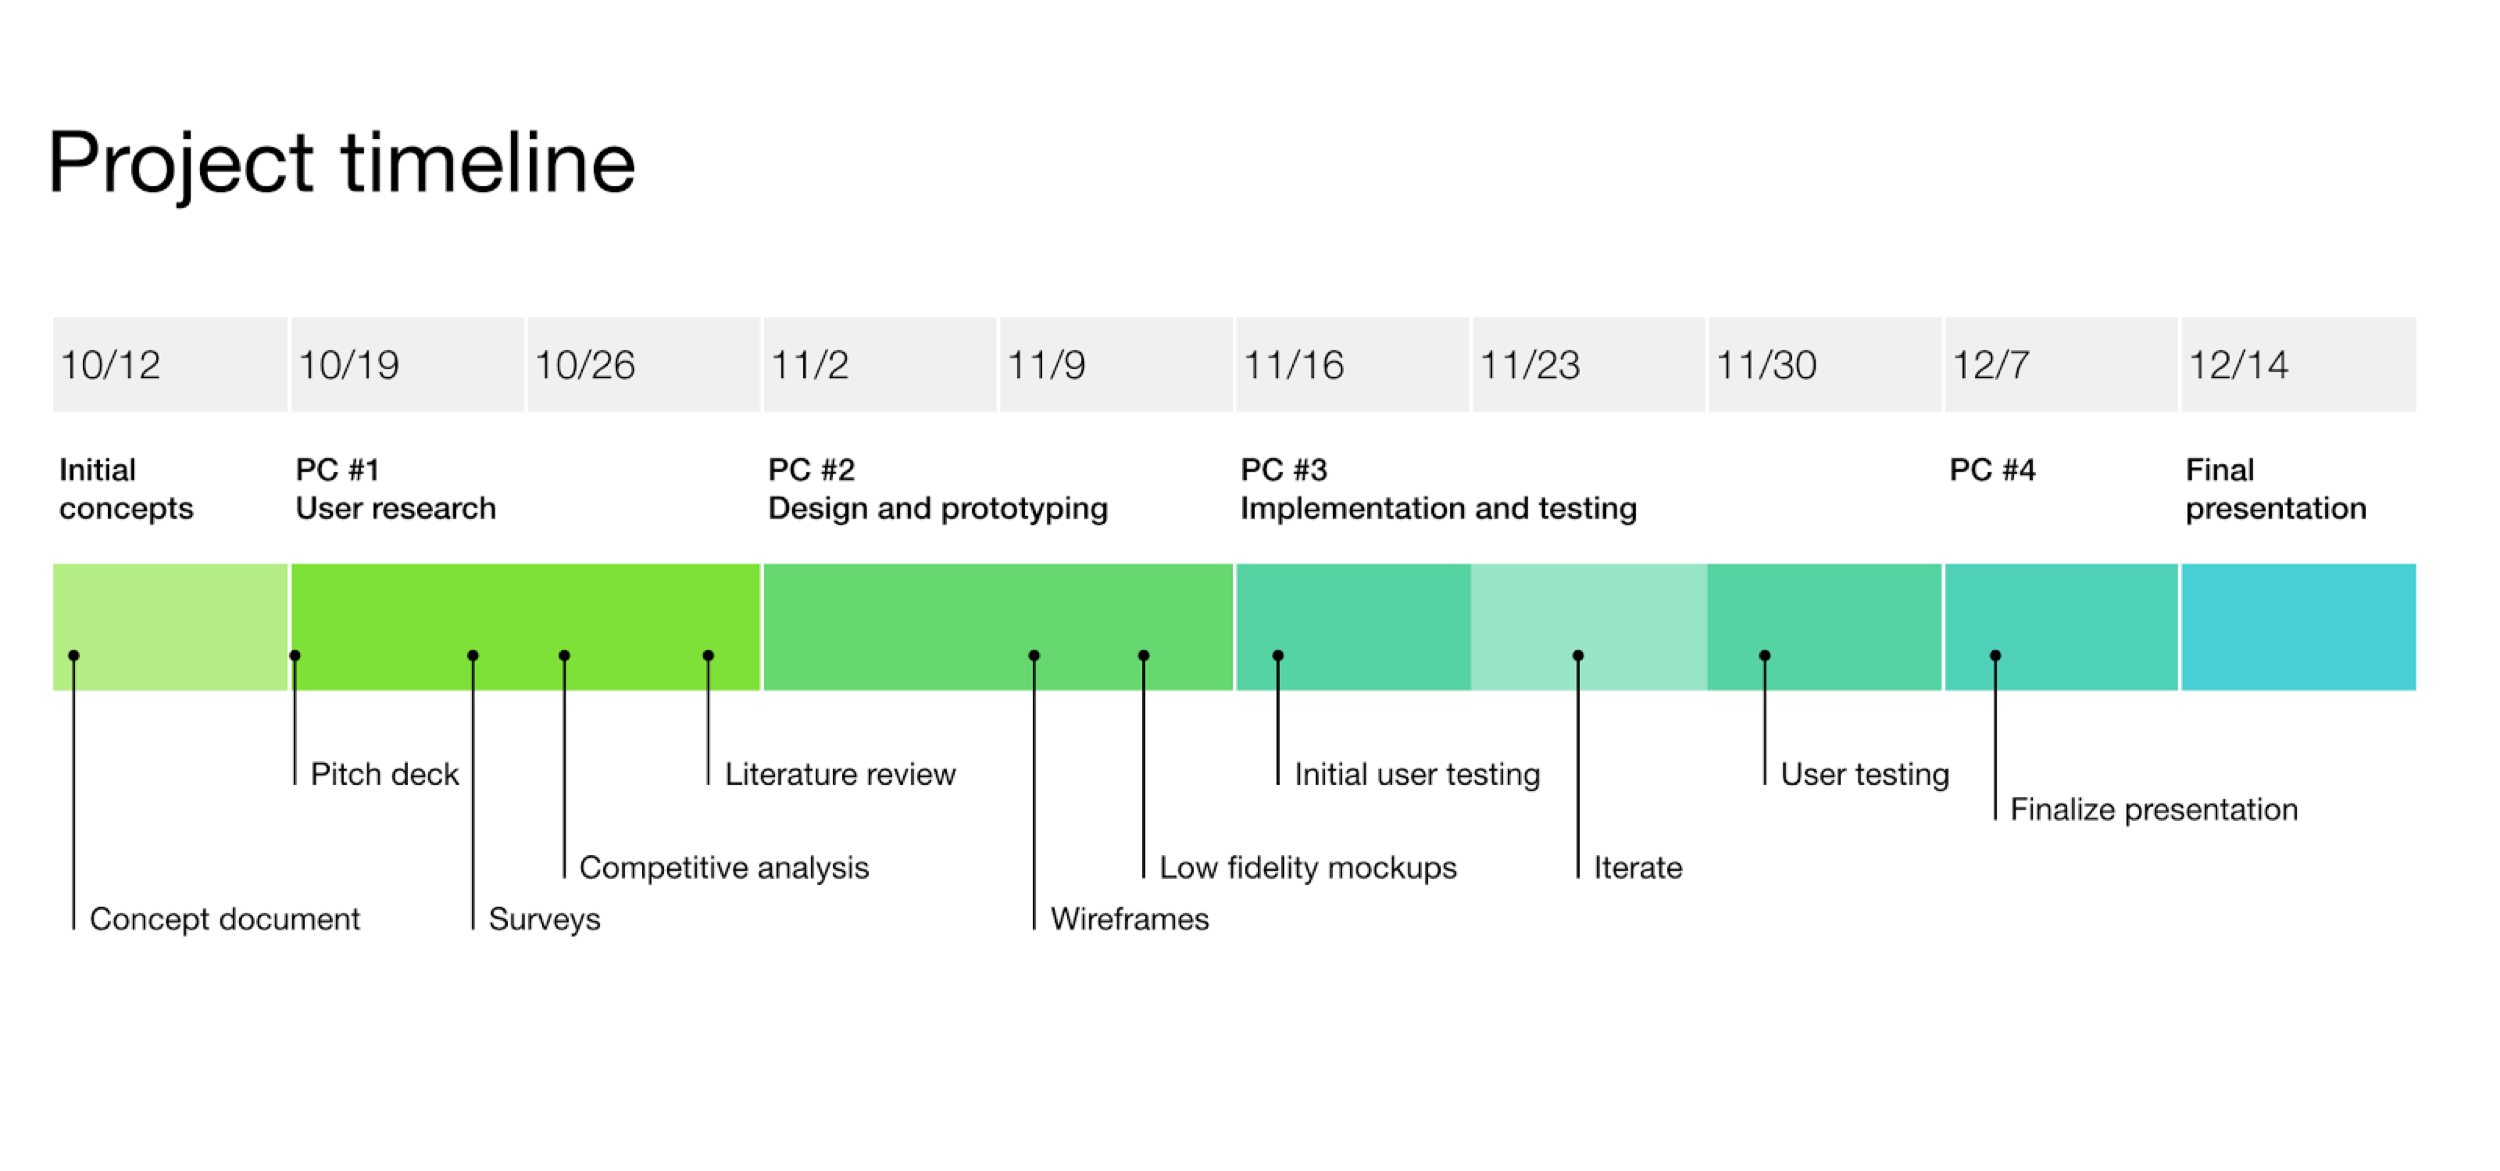 Project timeline
10/12 10/19 10/26 11/2 11/9 11/16 11/23 11/30 12/7 12/14
Initial
concepts
PC #1
User research
PC #2
Design and prototyping
PC #3
Implementation and testing
PC #4
Final
presentation
Pitch deck
Literature review
Initial user testing
User testing
Finalize presentation
Competitive analysis
Low fidelity mockups
Iterate
Concept document
Surveys
Wireframes